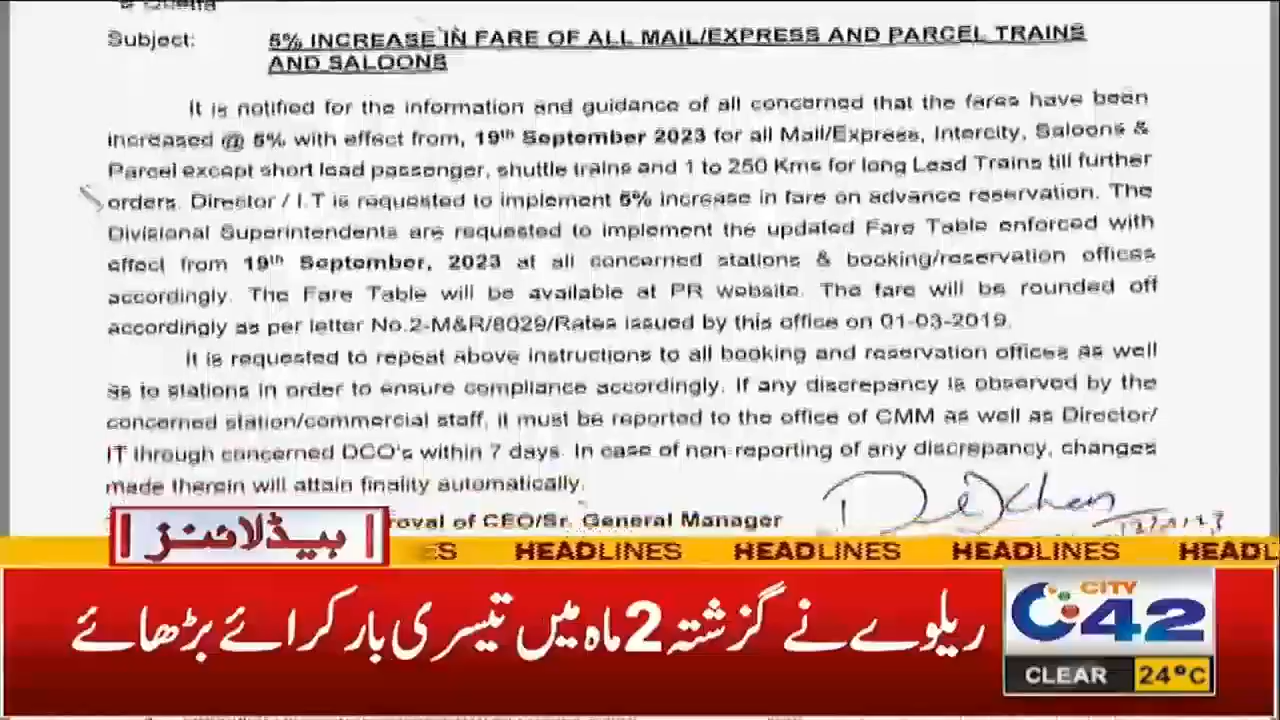 Subject: 5% INCREASE IN FARE OF ALL MAIL/EXPRESS AND PARCEL TRAINS
AND SALOONS
It is notified for the information and guidance of all concerned that the fares have been
increased @ 5% with effect from, 19th September 2023 for all Mail/Express, Intercity, Saloons &
Parcel except short lead passenger, shuttle trains and 1 to 250 Kms for long Lead Trains till further
orders. Director / I.T is requested to implement 5% increase in fare on advance reservation. The
Divisional Superintendents are requested to implement the updated Fare Table enforced with
effect from 19th September, 2023 at all concerned stations & booking/reservation offices
accordingly. The Fare Table will be available at PR website. The fare will be rounded off
accordingly as per letter No.2-M&R/8029/Rates issued by this office on 01-03-2019.
It is requested to repeat above instructions to all booking and reservation offices as well
as to stations in order to ensure compliance accordingly. If any discrepancy is observed by the
concerned station/commercial staff, it must be reported to the office of CMM as well as Director/
IT through concerned DCO's within 7 days. In case of non reporting of any discrepancy, changes
made therein will attain finality automatically.
of CEO/Sr. General Manager
ہیڈلائنز
HEADLINES HEADLINES HEADLINES
ریلوے نے گزشتہ 2 ماہ میں تیسری بار کرائے بڑھائے
CITY
42
CLEAR 24°C